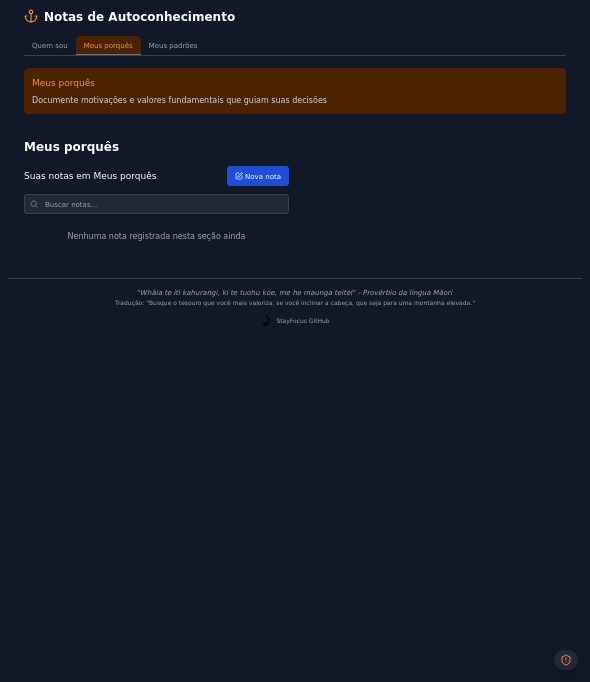 Notas de Autoconhecimento
Quem sou
Meus porquês
Meus padrões
Meus porquês
Documente motivações e valores fundamentais que guiam suas decisões
Meus porquês
Suas notas em Meus porquês
Nova nota
Buscar notas...
Nenhuma nota registrada nesta seção ainda
"Whāia te iti kahurangi, ki te tuohu koe, me he maunga teitei" - Provérbio da língua Māori
Tradução: "Busque o tesouro que você mais valoriza, se você inclinar a cabeça, que seja para uma montanha elevada."
StayFocus GitHub